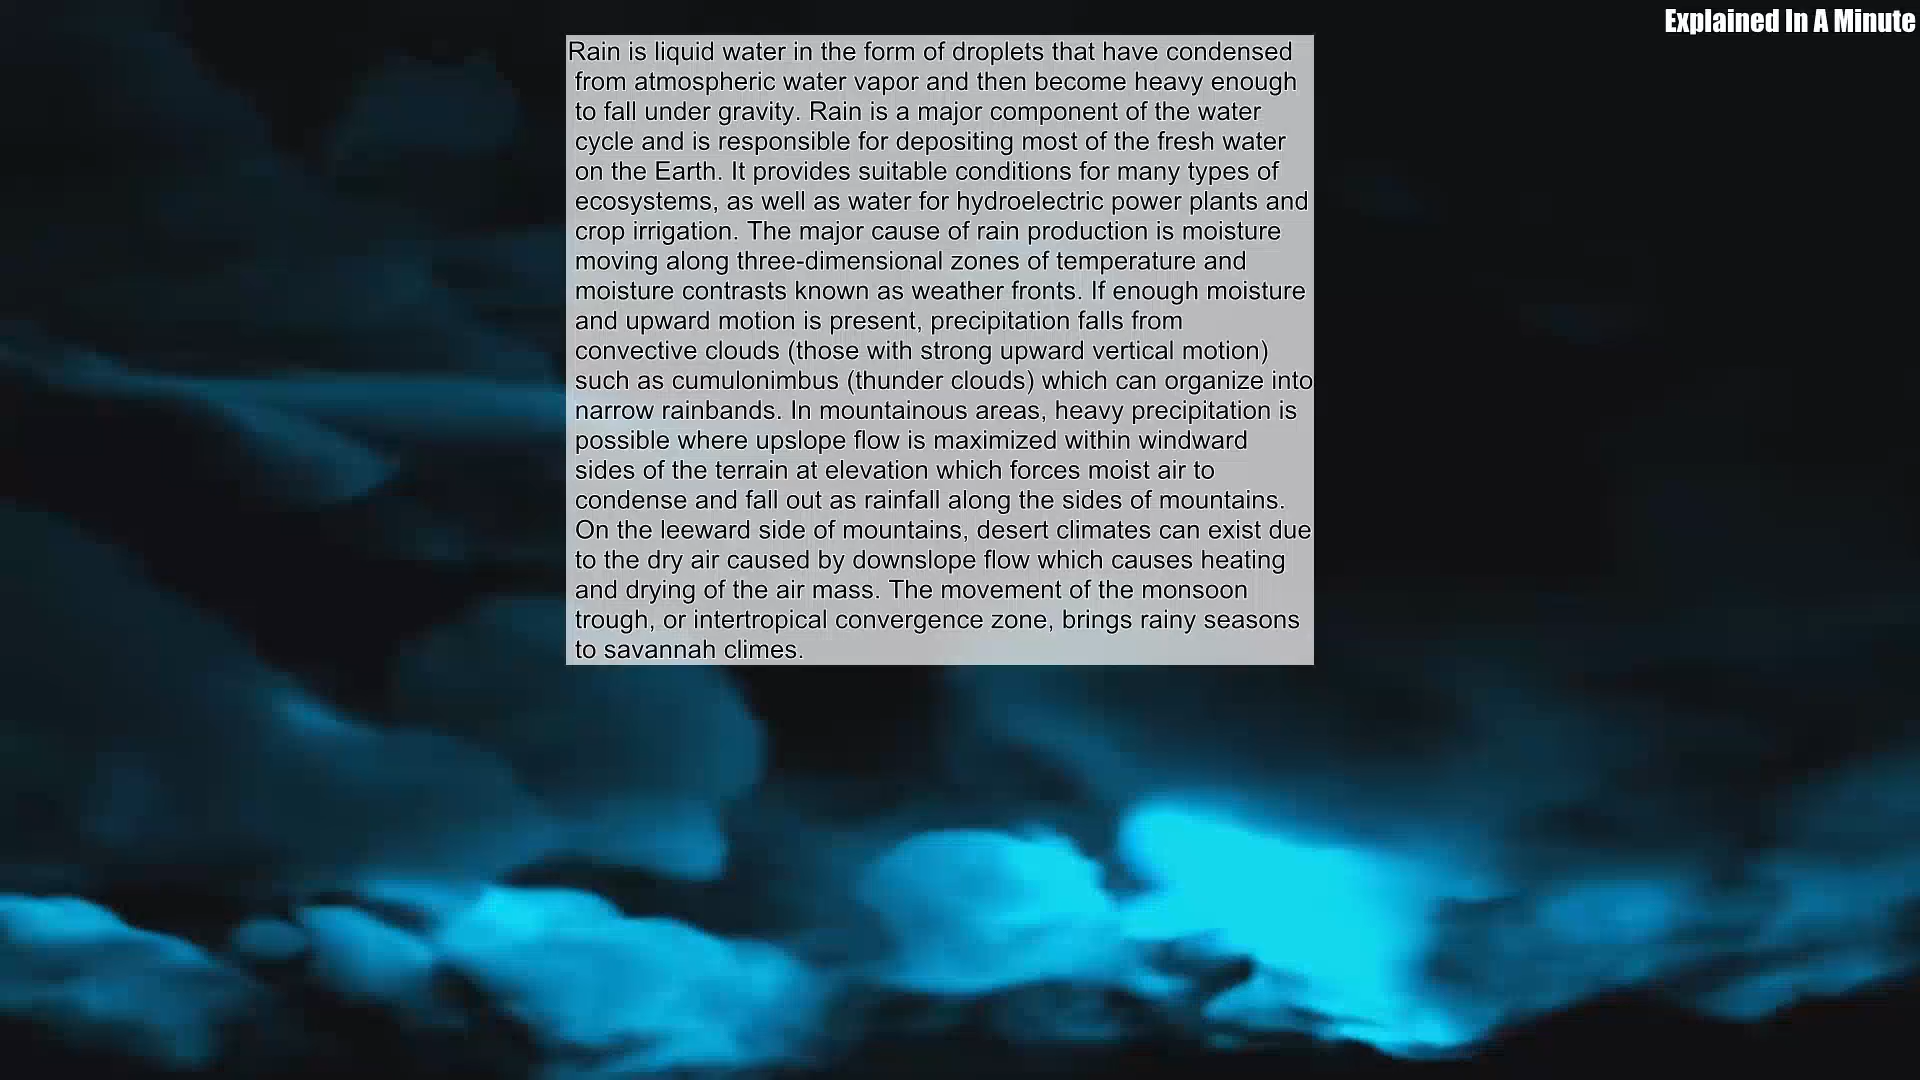 Explained In A Minute
Rain is liquid water in the form of droplets that have condensed
from atmospheric water vapor and then become heavy enough
to fall under gravity. Rain is a major component of the water
cycle and is responsible for depositing most of the fresh water
on the Earth. It provides suitable conditions for many types of
ecosystems, as well as water for hydroelectric power plants and
crop irrigation. The major cause of rain production is moisture
moving along three-dimensional zones of temperature and
moisture contrasts known as weather fronts. If enough moisture
and upward motion is present, precipitation falls from
convective clouds (those with strong upward vertical motion)
such as cumulonimbus (thunder clouds) which can organize into
narrow rainbands. In mountainous areas, heavy precipitation is
possible where upslope flow is maximized within windward
sides of the terrain at elevation which forces moist air to
condense and fall out as rainfall along the sides of mountains.
On the leeward side of mountains, desert climates can exist due
to the dry air caused by downslope flow which causes heating
and drying of the air mass. The movement of the monsoon
trough, or intertropical convergence zone, brings rainy seasons
to savannah climes.